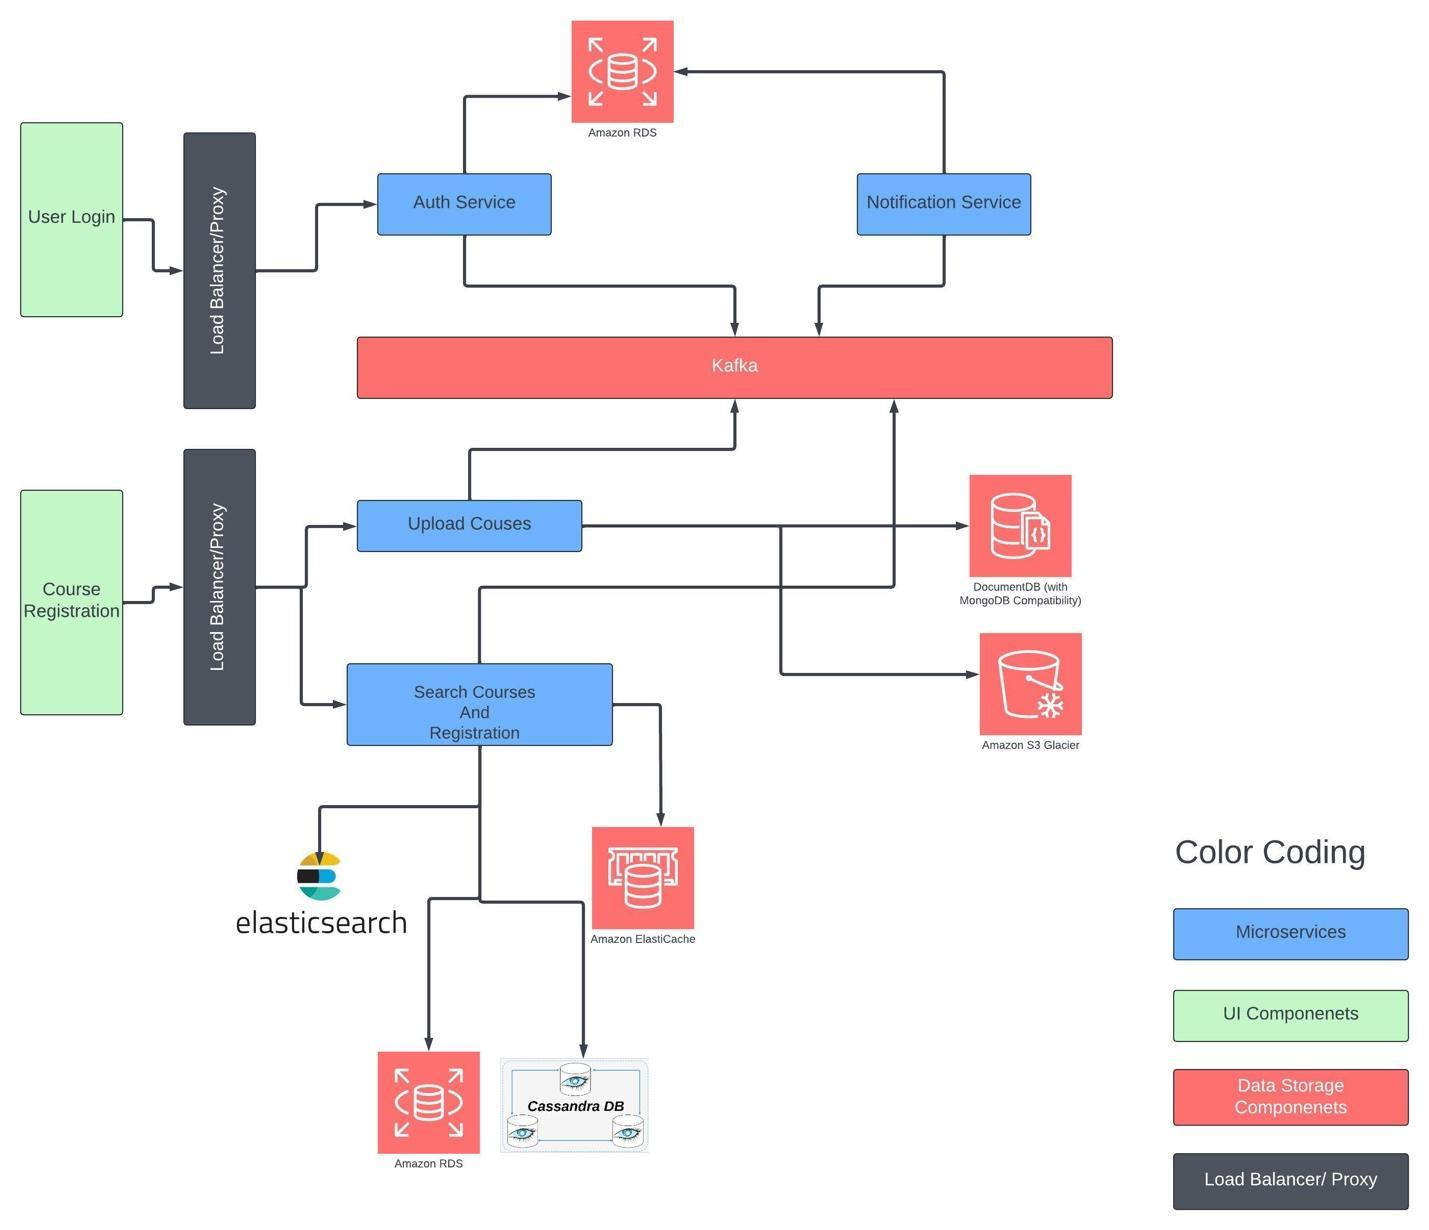 Amazon RDS
User Login
Load Balancer/Proxy
Auth Service
Notification Service
Kafka
Course
Registration
Load Balancer/Proxy
Upload Couses
DocumentDB (with
MongoDB Compatibility)
Search Courses
And
Registration
Amazon S3 Glacier
elasticsearch
Amazon ElastiCache
Amazon RDS
Cassandra DB
Color Coding
Microservices
UI Componenets
Data Storage
Componenets
Load Balancer/ Proxy